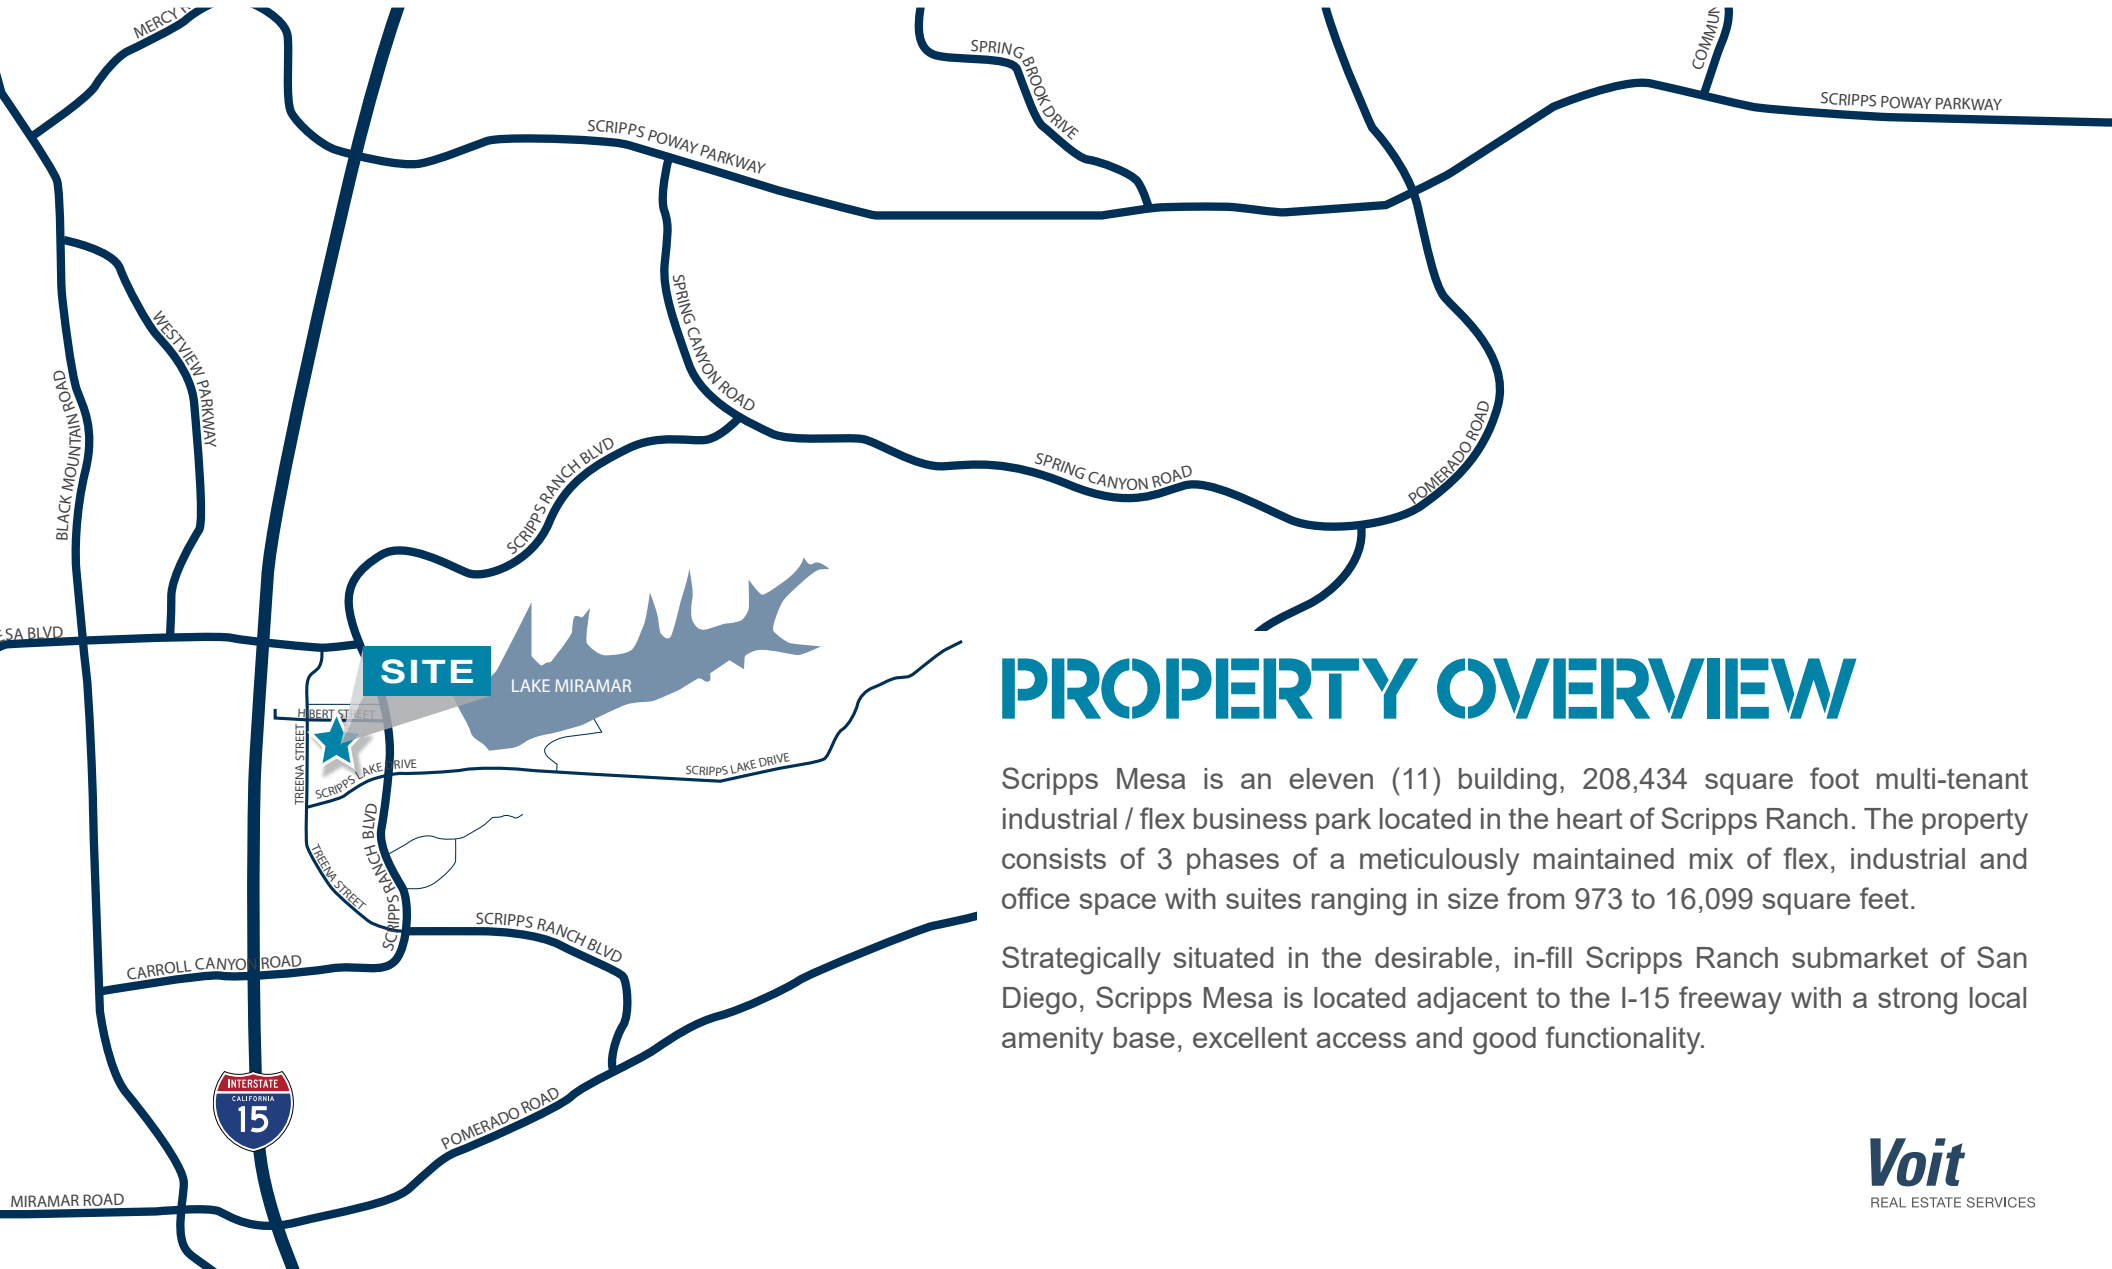 SCRIPPS POWAY PARKWAY
SPRING BROOK DRIVE
SCRIPPS POWAY PARKWAY
SPRING CANYON ROAD
WESTVIEW PARKWAY
BLACK MOUNTAIN ROAD
SCRIPPS RANCH BLVD
SPRING CANYON ROAD
POMERADO ROAD
BLVD
SITE
LAKE MIRAMAR
HIBERT STREET
TREENA STREET
SCRIPPS LAKE DRIVE
SCRIPPS LAKE DRIVE
SCRIPPS RANCH BLVD
TREENA STREET
SCRIPPS RANCH BLVD
CARROLL CANYON ROAD
INTERSTATE
CALIFORNIA
15
POMERADO ROAD
MIRAMAR ROAD
PROPERTY OVERVIEW
Scripps Mesa is an eleven (11) building, 208,434 square foot multi-tenant
industrial / flex business park located in the heart of Scripps Ranch. The property
consists of 3 phases of a meticulously maintained mix of flex, industrial and
office space with suites ranging in size from 973 to 16,099 square feet.
Strategically situated in the desirable, in-fill Scripps Ranch submarket of San
Diego, Scripps Mesa is located adjacent to the I-15 freeway with a strong local
amenity base, excellent access and good functionality.
Voit
REAL ESTATE SERVICES